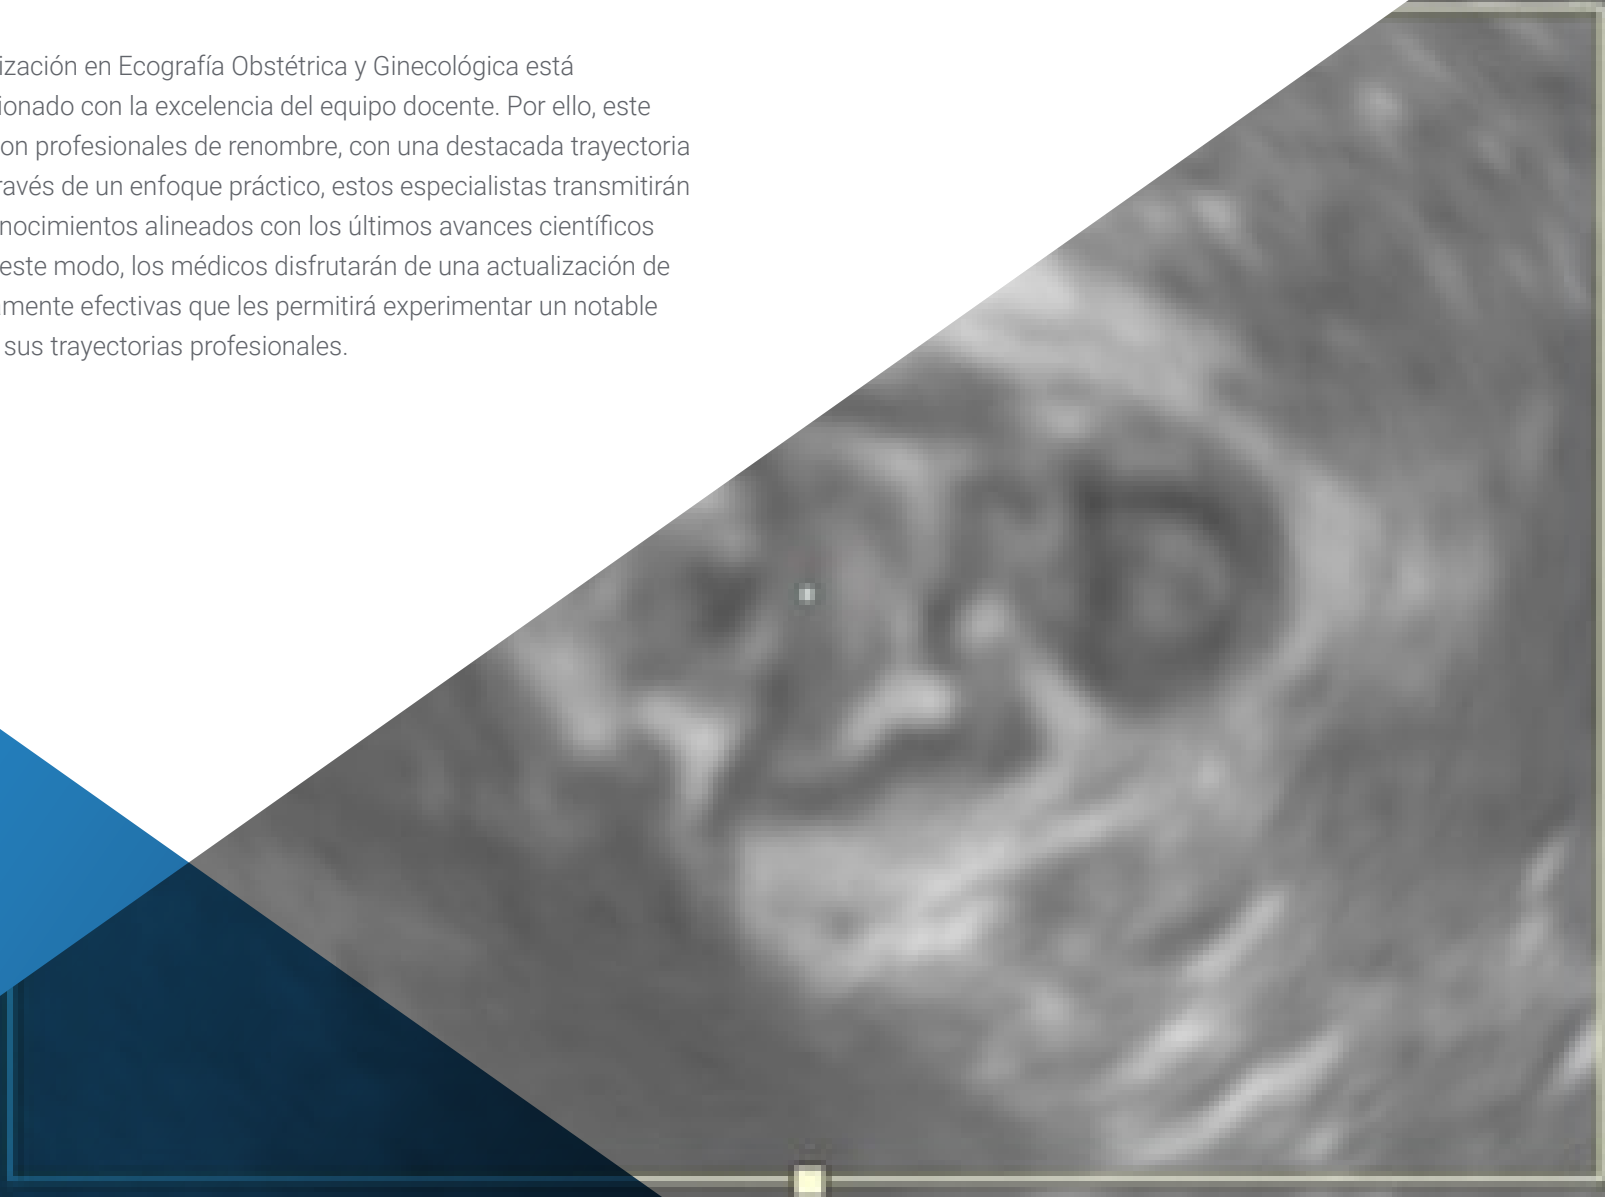 ización en Ecografía Obstétrica y Ginecológica está
ionado con la excelencia del equipo docente. Por ello, este
on profesionales de renombre, con una destacada trayectoria
ravés de un enfoque práctico, estos especialistas transmitirán
nocimientos alineados con los últimos avances científicos
este modo, los médicos disfrutarán de una actualización de
amente efectivas que les permitirá experimentar un notable
sus trayectorias profesionales.